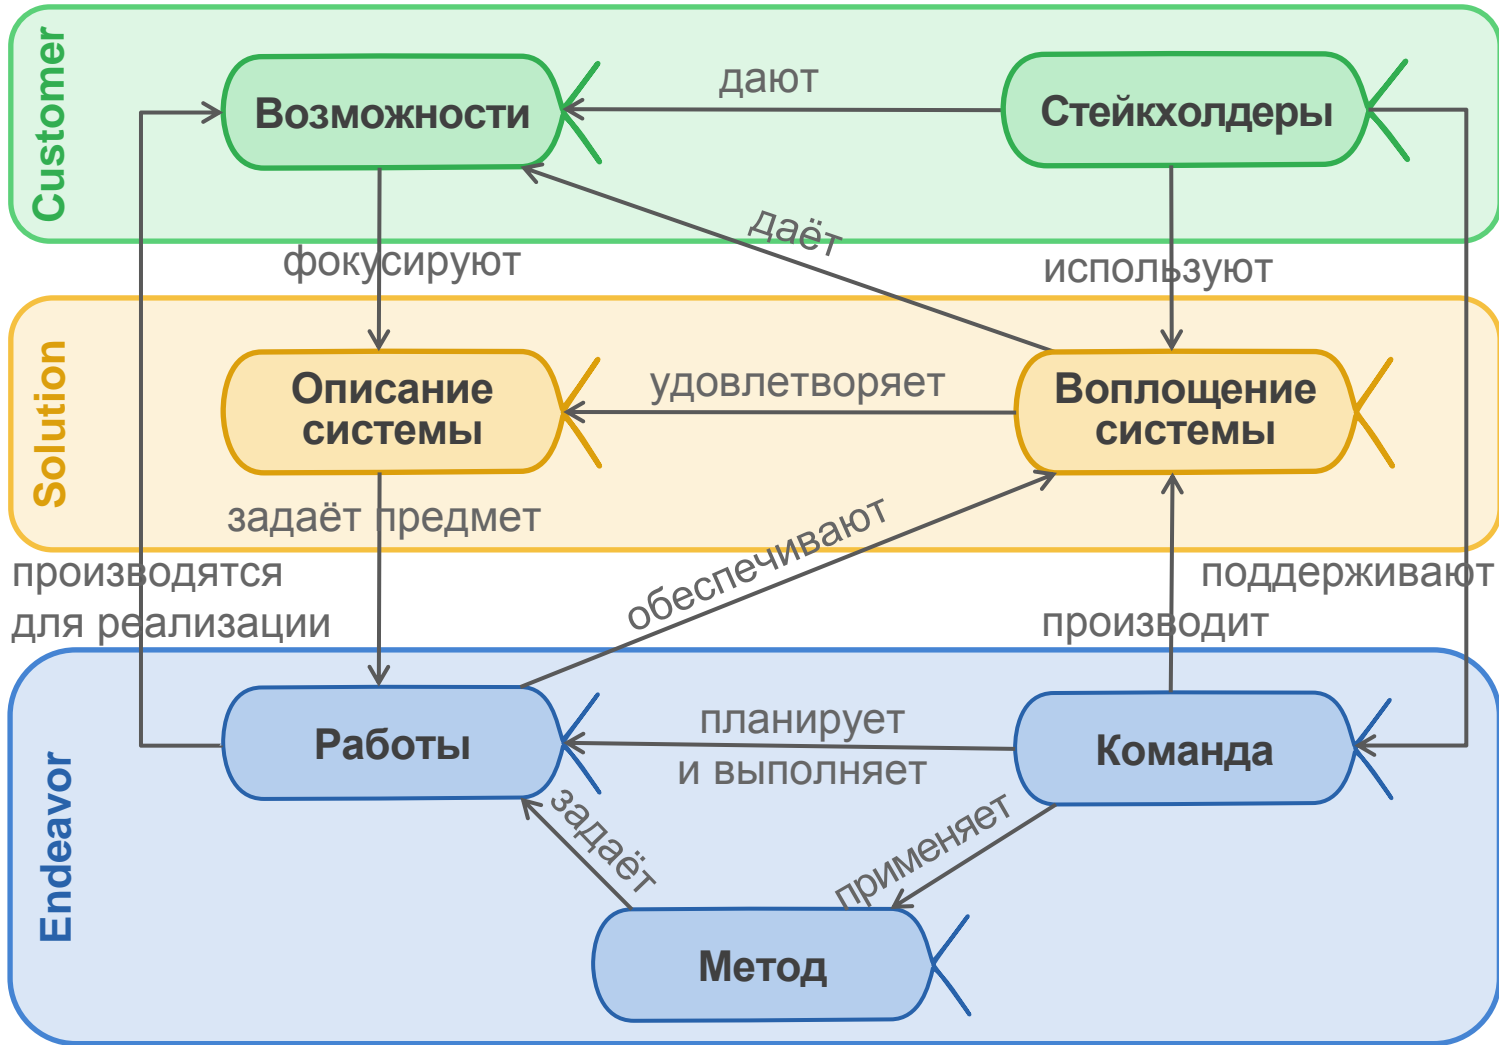 Customer
дают
Возможности
Стейкхолдеры
даёт
фокусируют
используют
Solution
Описание
системы
удовлетворяет
Воплощение
системы
задаёт предмет
обеспечивают
производятся
для реализации
поддерживают
производит
Endeavor
Работы
планирует
и выполняет
Команда
задаёт
применяет
Метод